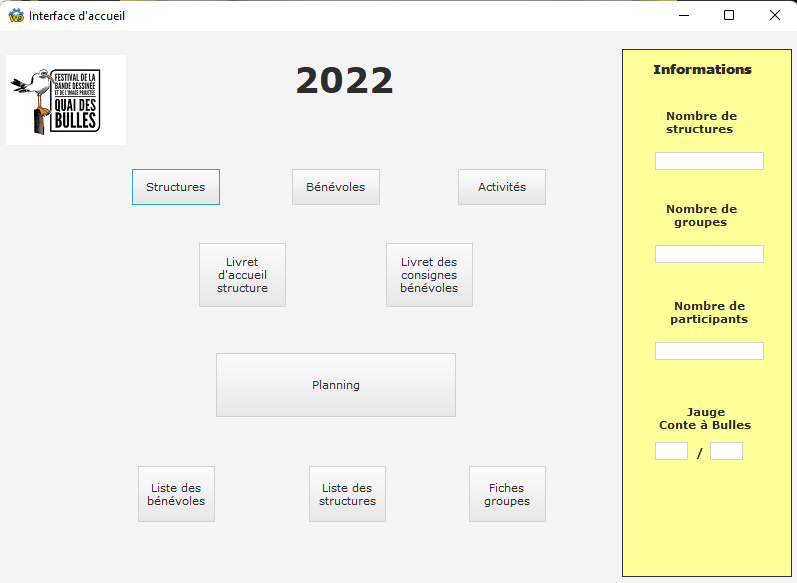 Interface d'accueil
FESTIVAL DE LA
BANDE DESSINÉE
ET DE L'IMAGE PROJETÉE
QUAI DES
BULLES
2022
Structures
Bénévoles
Activités
Livret
d'accueil
structure
Livret des
consignes
bénévoles
Planning
Liste des
bénévoles
Liste des
structures
Fiches
groupes
Informations
Nombre de
structures
Nombre de
groupes
Nombre de
participants
Jauge
Conte à Bulles
/